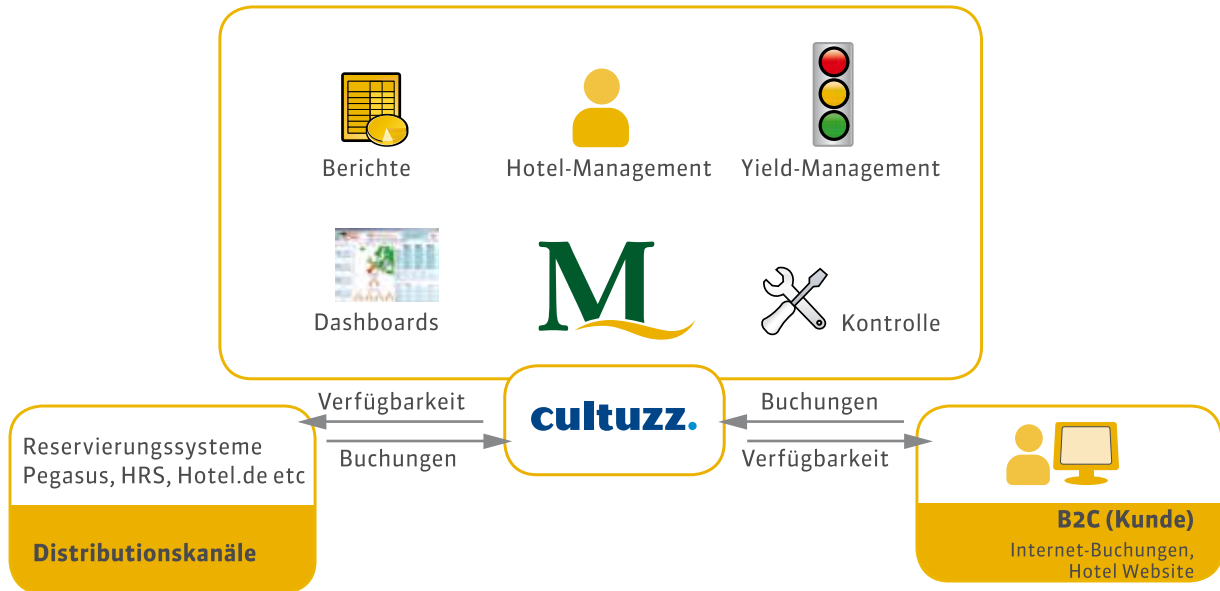 Berichte
Hotel-Management
Yield-Management
Dashboards
M
Kontrolle
cultuzz.
Verfügbarkeit
Buchungen
Buchungen
Verfügbarkeit
Reservierungssysteme
Pegasus, HRS, Hotel.de etc
Distributionskanäle
B2C (Kunde)
Internet-Buchungen,
Hotel Website